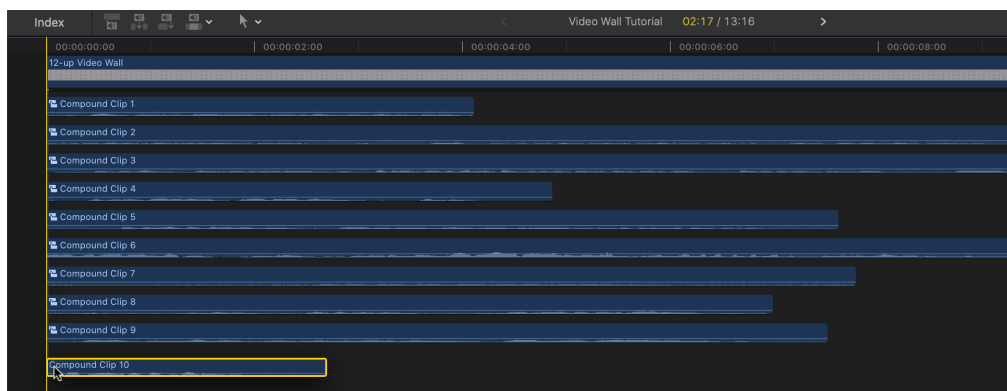 Index
Video Wall Tutorial 02:17 / 13:16
00:00:00:00 00:00:02:00 00:00:04:00 00:00:06:00 00:00:08:00
12-up Video Wall
Compound Clip 1
Compound Clip 2
Compound Clip 3
Compound Clip 4
Compound Clip 5
Compound Clip 6
Compound Clip 7
Compound Clip 8
Compound Clip 9
Compound Clip 10